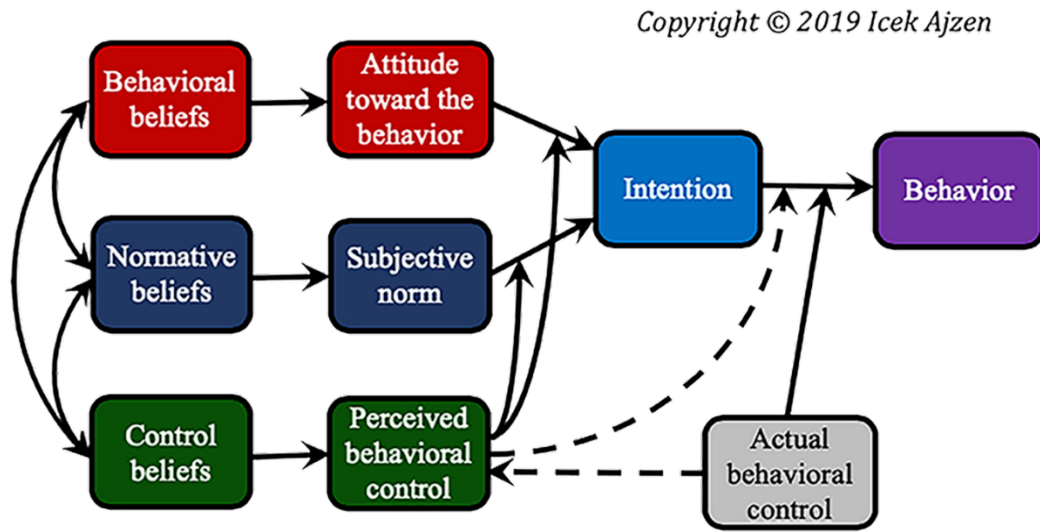 Copyright © 2019 Icek Ajzen
Behavioral
beliefs
Attitude
toward the
behavior
Intention
Behavior
Normative
beliefs
Subjective
norm
Control
beliefs
Perceived
behavioral
control
Actual
behavioral
control